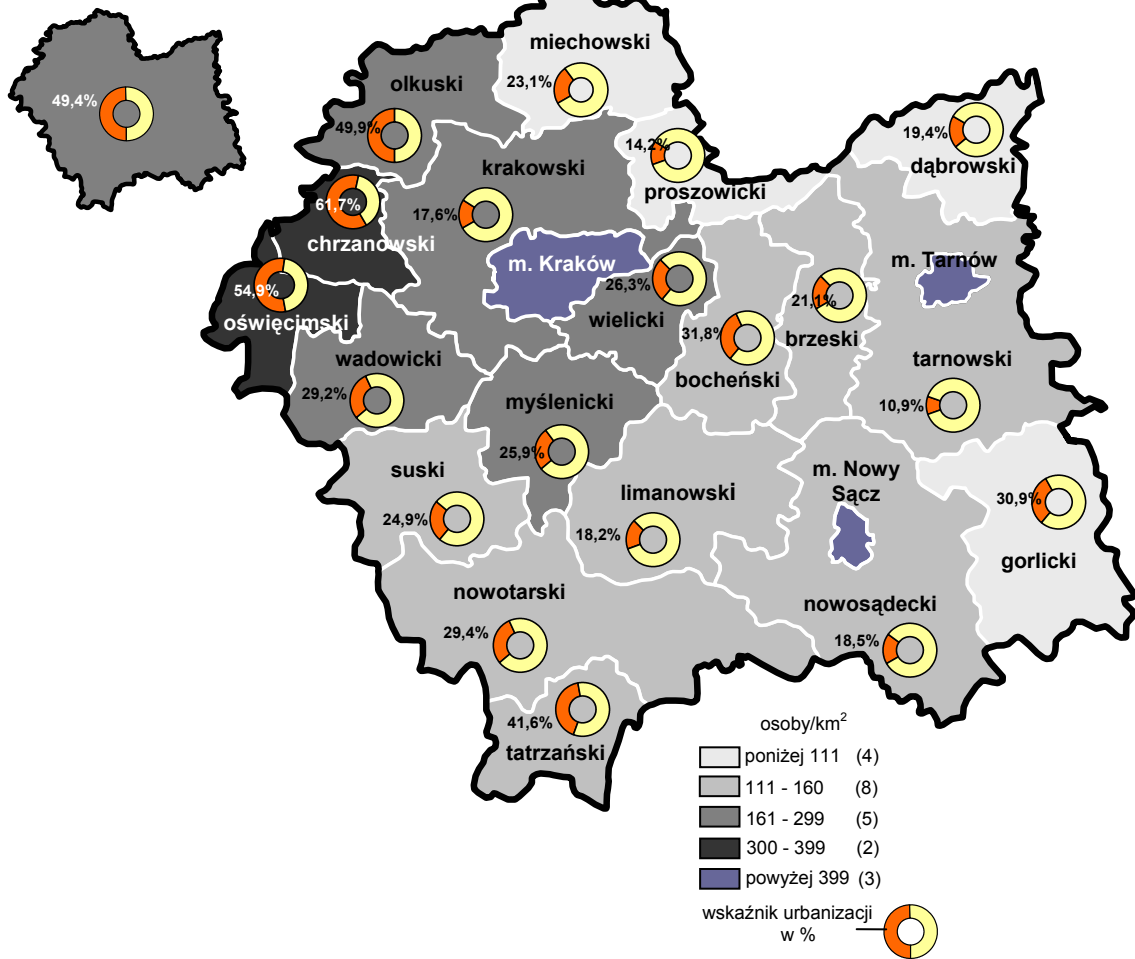 49,4%
miechowski
23,1%
olkuski
49,9%
19,4%
dąbrowski
14,2%
proszowicki
krakowski
17,6%
61,7%
chrzanowski
m. Kraków
m. Tarnów
54,9%
oświęcimski
26,3%
wielicki
21,1%
brzeski
31,8%
bocheński
wadowicki
29,2%
tarnowski
10,9%
myślenicki
25,9%
suski
24,9%
limanowski
18,2%
m. Nowy
Sącz
30,9%
gorlicki
nowotarski
29,4%
nowosądecki
18,5%
41,6%
tatrzański
osoby/km²
poniżej 111 (4)
111 - 160 (8)
161 - 299 (5)
300 - 399 (2)
powyżej 399 (3)
wskaźnik urbanizacji
w %